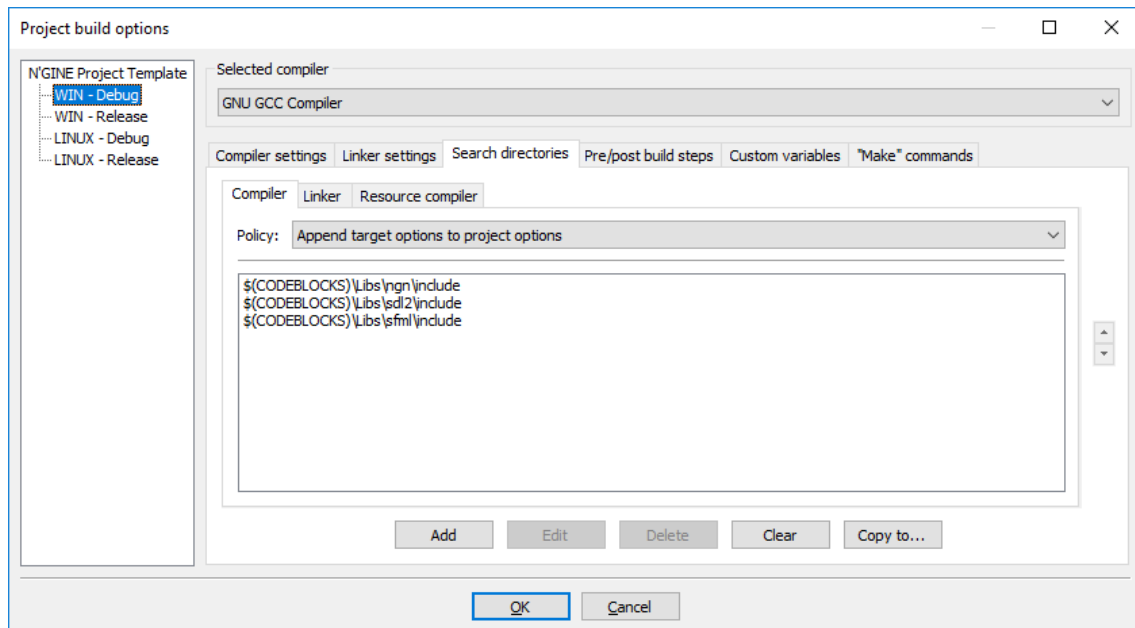 Project build options
N'GINE Project Template
WIN - Debug
WIN - Release
LINUX - Debug
LINUX - Release
Selected compiler
GNU GCC Compiler
Compiler settings Linker settings Search directories Pre/post build steps Custom variables "Make" commands
Compiler Linker Resource compiler
Policy: Append target options to project options
$(CODEBLOCKS)\Libs\ngn\include
$(CODEBLOCKS)\Libs\sdl2\include
$(CODEBLOCKS)\Libs\sfml\include
Add Edit Delete Clear Copy to...
OK Cancel